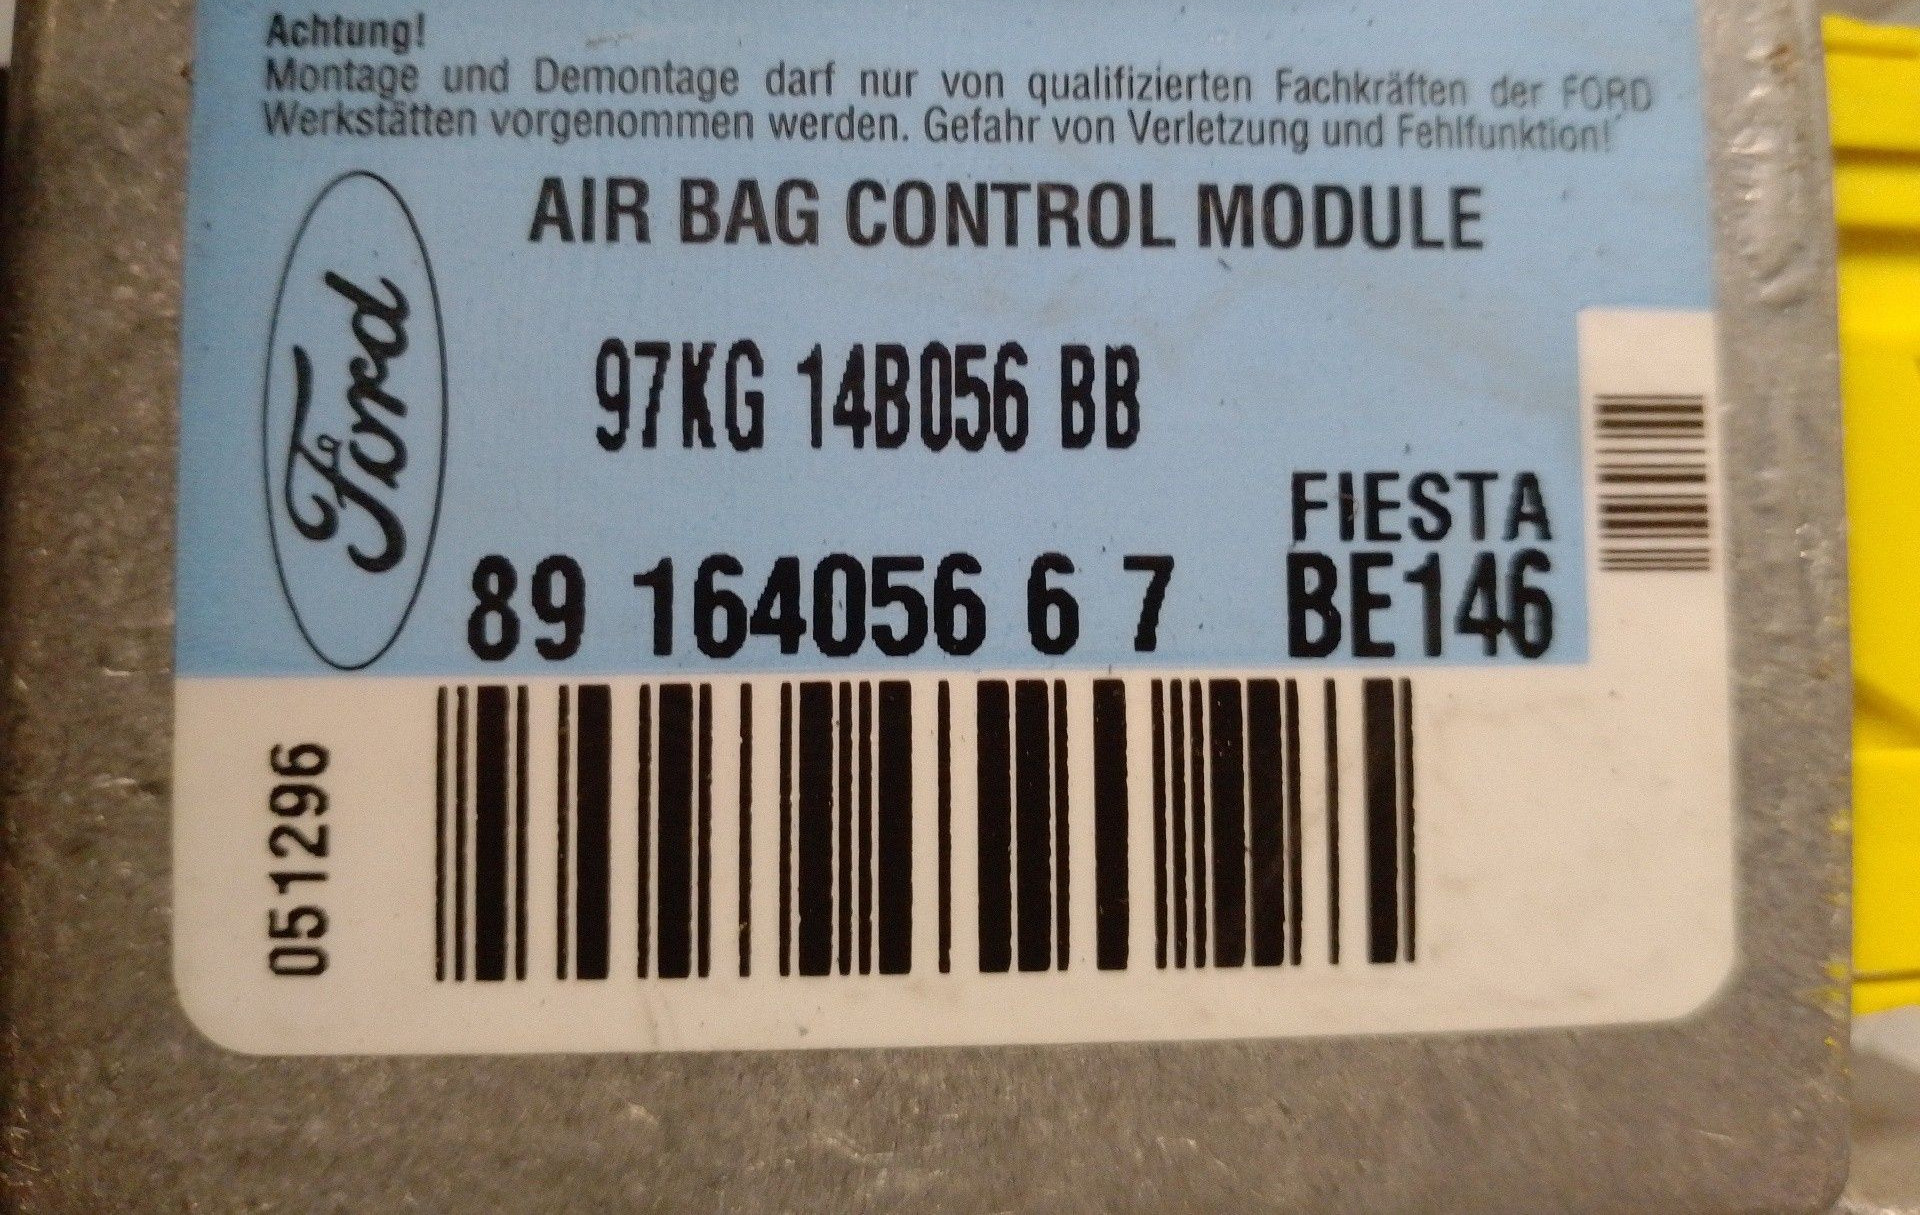 Achtung!
Montage und Demontage darf nur von qualifizierten Fachkräften der FORD
Werkstätten vorgenommen werden. Gefahr von Verletzung und Fehlfunktion!
AIR BAG CONTROL MODULE
Ford
97KG 14B056 BB
FIESTA
89 164056 6 7 BE146
051296